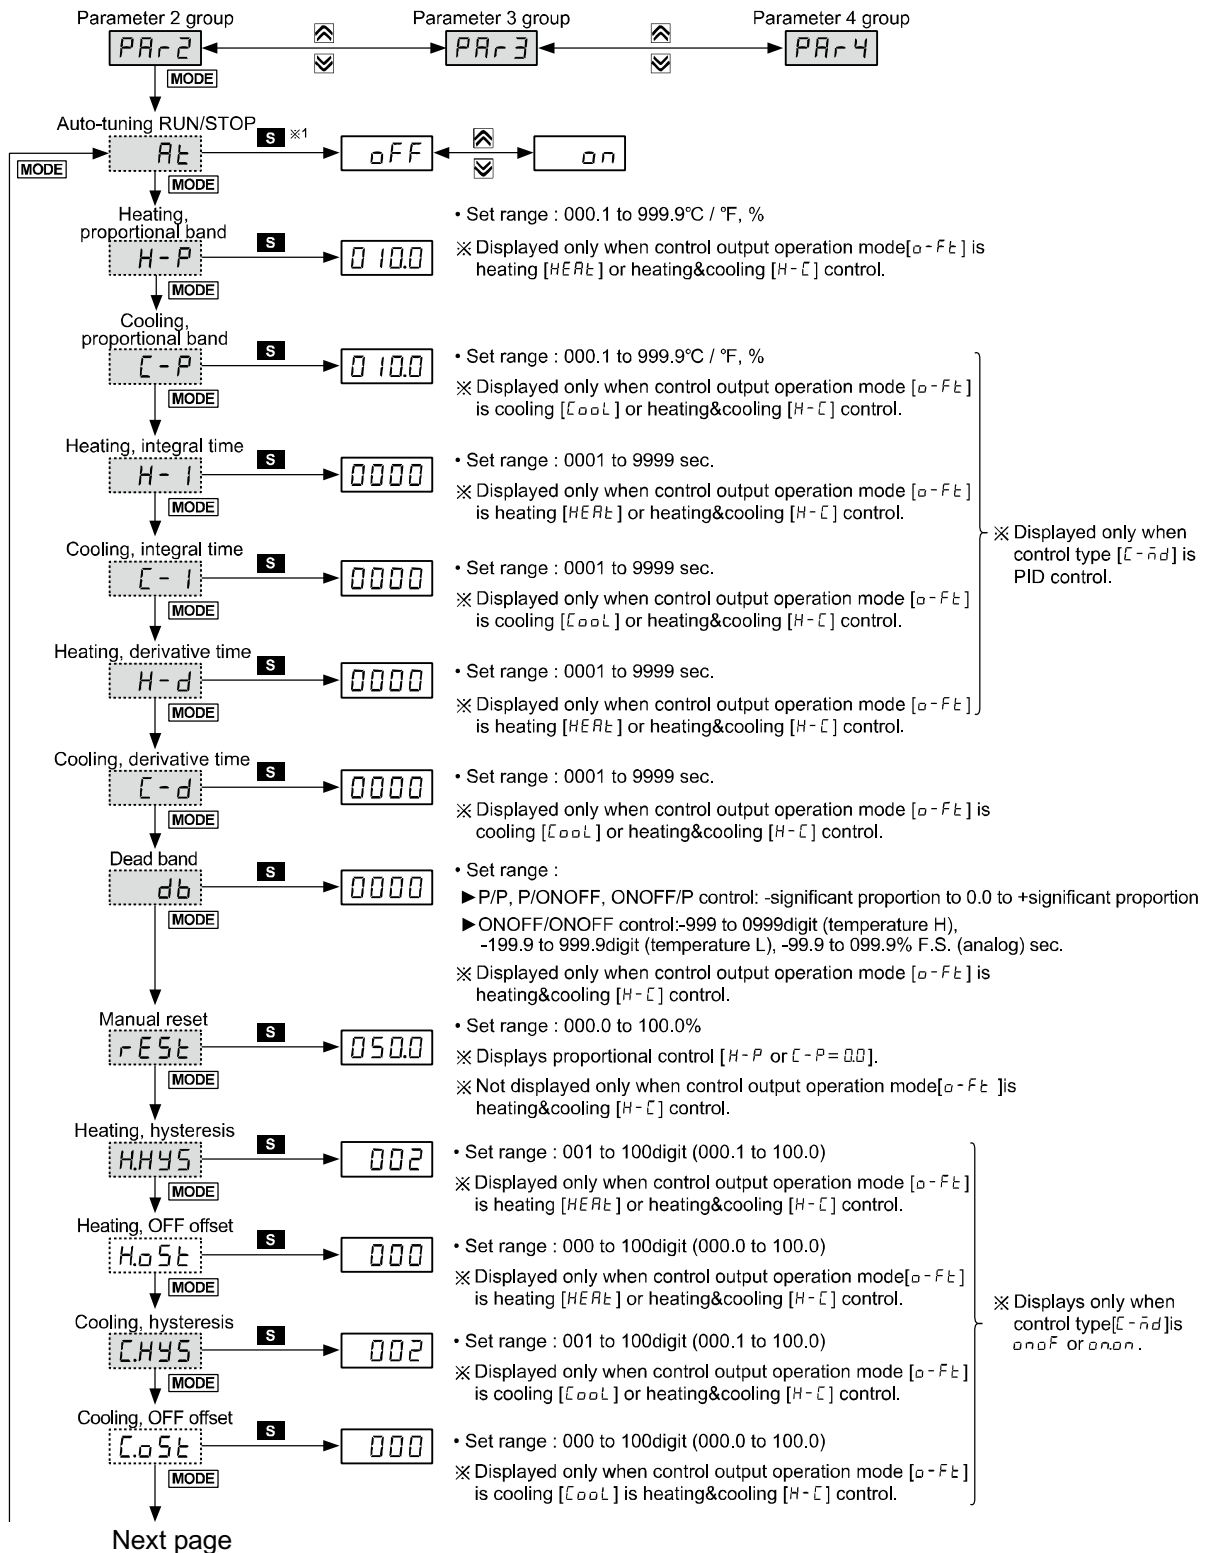 Parameter 2 group
Parameter 3 group
Parameter 4 group
PAr2
PAr3
PAr4
MODE
Auto-tuning RUN/STOP
MODE
At
S ※1
oFF
on
MODE
Heating,
proportional band
H-P
S
010.0
• Set range : 000.1 to 999.9℃ / ℉, %
※ Displayed only when control output operation mode[o-Ft] is
heating [HEAt] or heating&cooling [H-C] control.
MODE
Cooling,
proportional band
C-P
S
010.0
• Set range : 000.1 to 999.9℃ / ℉, %
※ Displayed only when control output operation mode [o-Ft]
is cooling [CooL] or heating&cooling [H-C] control.
MODE
Heating, integral time
H-I
S
0000
• Set range : 0001 to 9999 sec.
※ Displayed only when control output operation mode [o-Ft]
is heating [HEAt] or heating&cooling [H-C] control.
MODE
※ Displayed only when
control type [C-md] is
PID control.
Cooling, integral time
C-I
S
0000
• Set range : 0001 to 9999 sec.
※ Displayed only when control output operation mode [o-Ft]
is cooling [CooL] or heating&cooling [H-C] control.
MODE
Heating, derivative time
H-d
S
0000
• Set range : 0001 to 9999 sec.
※ Displayed only when control output operation mode [o-Ft]
is heating [HEAt] or heating&cooling [H-C] control.
MODE
Cooling, derivative time
C-d
S
0000
• Set range : 0001 to 9999 sec.
※ Displayed only when control output operation mode [o-Ft] is
cooling [CooL] or heating&cooling [H-C] control.
MODE
Dead band
db
S
0000
• Set range :
►P/P, P/ONOFF, ONOFF/P control: -significant proportion to 0.0 to +significant proportion
►ONOFF/ONOFF control:-999 to 0999digit (temperature H),
-199.9 to 999.9digit (temperature L), -99.9 to 099.9% F.S. (analog) sec.
※ Displayed only when control output operation mode [o-Ft] is
heating&cooling [H-C] control.
MODE
Manual reset
rESt
S
050.0
• Set range : 000.0 to 100.0%
※ Displays proportional control [H-P or C-P=0.0].
※ Not displayed only when control output operation mode[o-Ft ]is
heating&cooling [H-C] control.
MODE
Heating, hysteresis
H.HYS
S
002
• Set range : 001 to 100digit (000.1 to 100.0)
※ Displayed only when control output operation mode [o-Ft]
is heating [HEAt] or heating&cooling [H-C] control.
MODE
Heating, OFF offset
H.oSt
S
000
• Set range : 000 to 100digit (000.0 to 100.0)
※ Displayed only when control output operation mode[o-Ft]
is heating [HEAt] or heating&cooling [H-C] control.
MODE
※ Displays only when
control type[C-md]is
onoF or on.on.
Cooling, hysteresis
C.HYS
S
002
• Set range : 001 to 100digit (000.1 to 100.0)
※ Displayed only when control output operation mode [o-Ft]
is cooling [CooL] or heating&cooling [H-C] control.
MODE
Cooling, OFF offset
C.oSt
S
000
• Set range : 000 to 100digit (000.0 to 100.0)
※ Displayed only when control output operation mode [o-Ft]
is cooling [CooL] is heating&cooling [H-C] control.
MODE
Next page